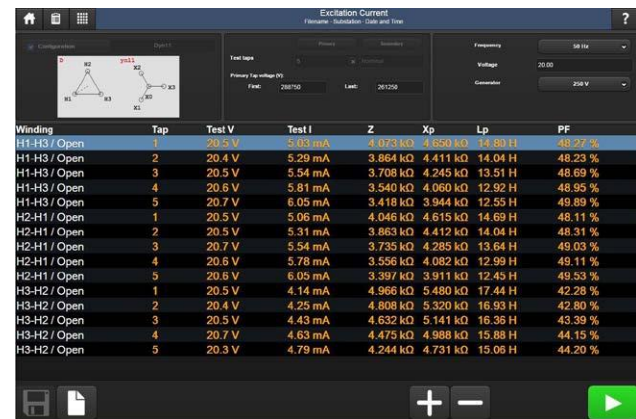 Excitation Current
Filename - Substation - Date and Time
?
Configuration
Dyn11
D
H2
H1
H3
yn11
X2
X3
X0
X1
Primary
Secondary
Test taps
5
Nominal
Primary Tap voltage (V):
First: 288750 Last: 261250
Frequency 50 Hz
Voltage 20.00
Generator 250 V
Winding Tap Test V Test I Z Xp Lp PF
H1-H3 / Open 1 20.5 V 5.03 mA 4.073 kΩ 4.650 kΩ 14.80 H 48.27 %
H1-H3 / Open 2 20.4 V 5.29 mA 3.864 kΩ 4.411 kΩ 14.04 H 48.23 %
H1-H3 / Open 3 20.5 V 5.54 mA 3.708 kΩ 4.245 kΩ 13.51 H 48.69 %
H1-H3 / Open 4 20.6 V 5.81 mA 3.540 kΩ 4.060 kΩ 12.92 H 48.95 %
H1-H3 / Open 5 20.7 V 6.05 mA 3.418 kΩ 3.944 kΩ 12.55 H 49.89 %
H2-H1 / Open 1 20.5 V 5.06 mA 4.046 kΩ 4.615 kΩ 14.69 H 48.11 %
H2-H1 / Open 2 20.5 V 5.31 mA 3.863 kΩ 4.412 kΩ 14.04 H 48.31 %
H2-H1 / Open 3 20.7 V 5.54 mA 3.735 kΩ 4.285 kΩ 13.64 H 49.03 %
H2-H1 / Open 4 20.6 V 5.78 mA 3.556 kΩ 4.082 kΩ 12.99 H 49.11 %
H2-H1 / Open 5 20.6 V 6.05 mA 3.397 kΩ 3.911 kΩ 12.45 H 49.53 %
H3-H2 / Open 1 20.5 V 4.14 mA 4.966 kΩ 5.480 kΩ 17.44 H 42.28 %
H3-H2 / Open 2 20.4 V 4.25 mA 4.808 kΩ 5.320 kΩ 16.93 H 42.80 %
H3-H2 / Open 3 20.5 V 4.43 mA 4.632 kΩ 5.141 kΩ 16.36 H 43.39 %
H3-H2 / Open 4 20.7 V 4.63 mA 4.475 kΩ 4.988 kΩ 15.88 H 44.15 %
H3-H2 / Open 5 20.3 V 4.79 mA 4.244 kΩ 4.731 kΩ 15.06 H 44.20 %